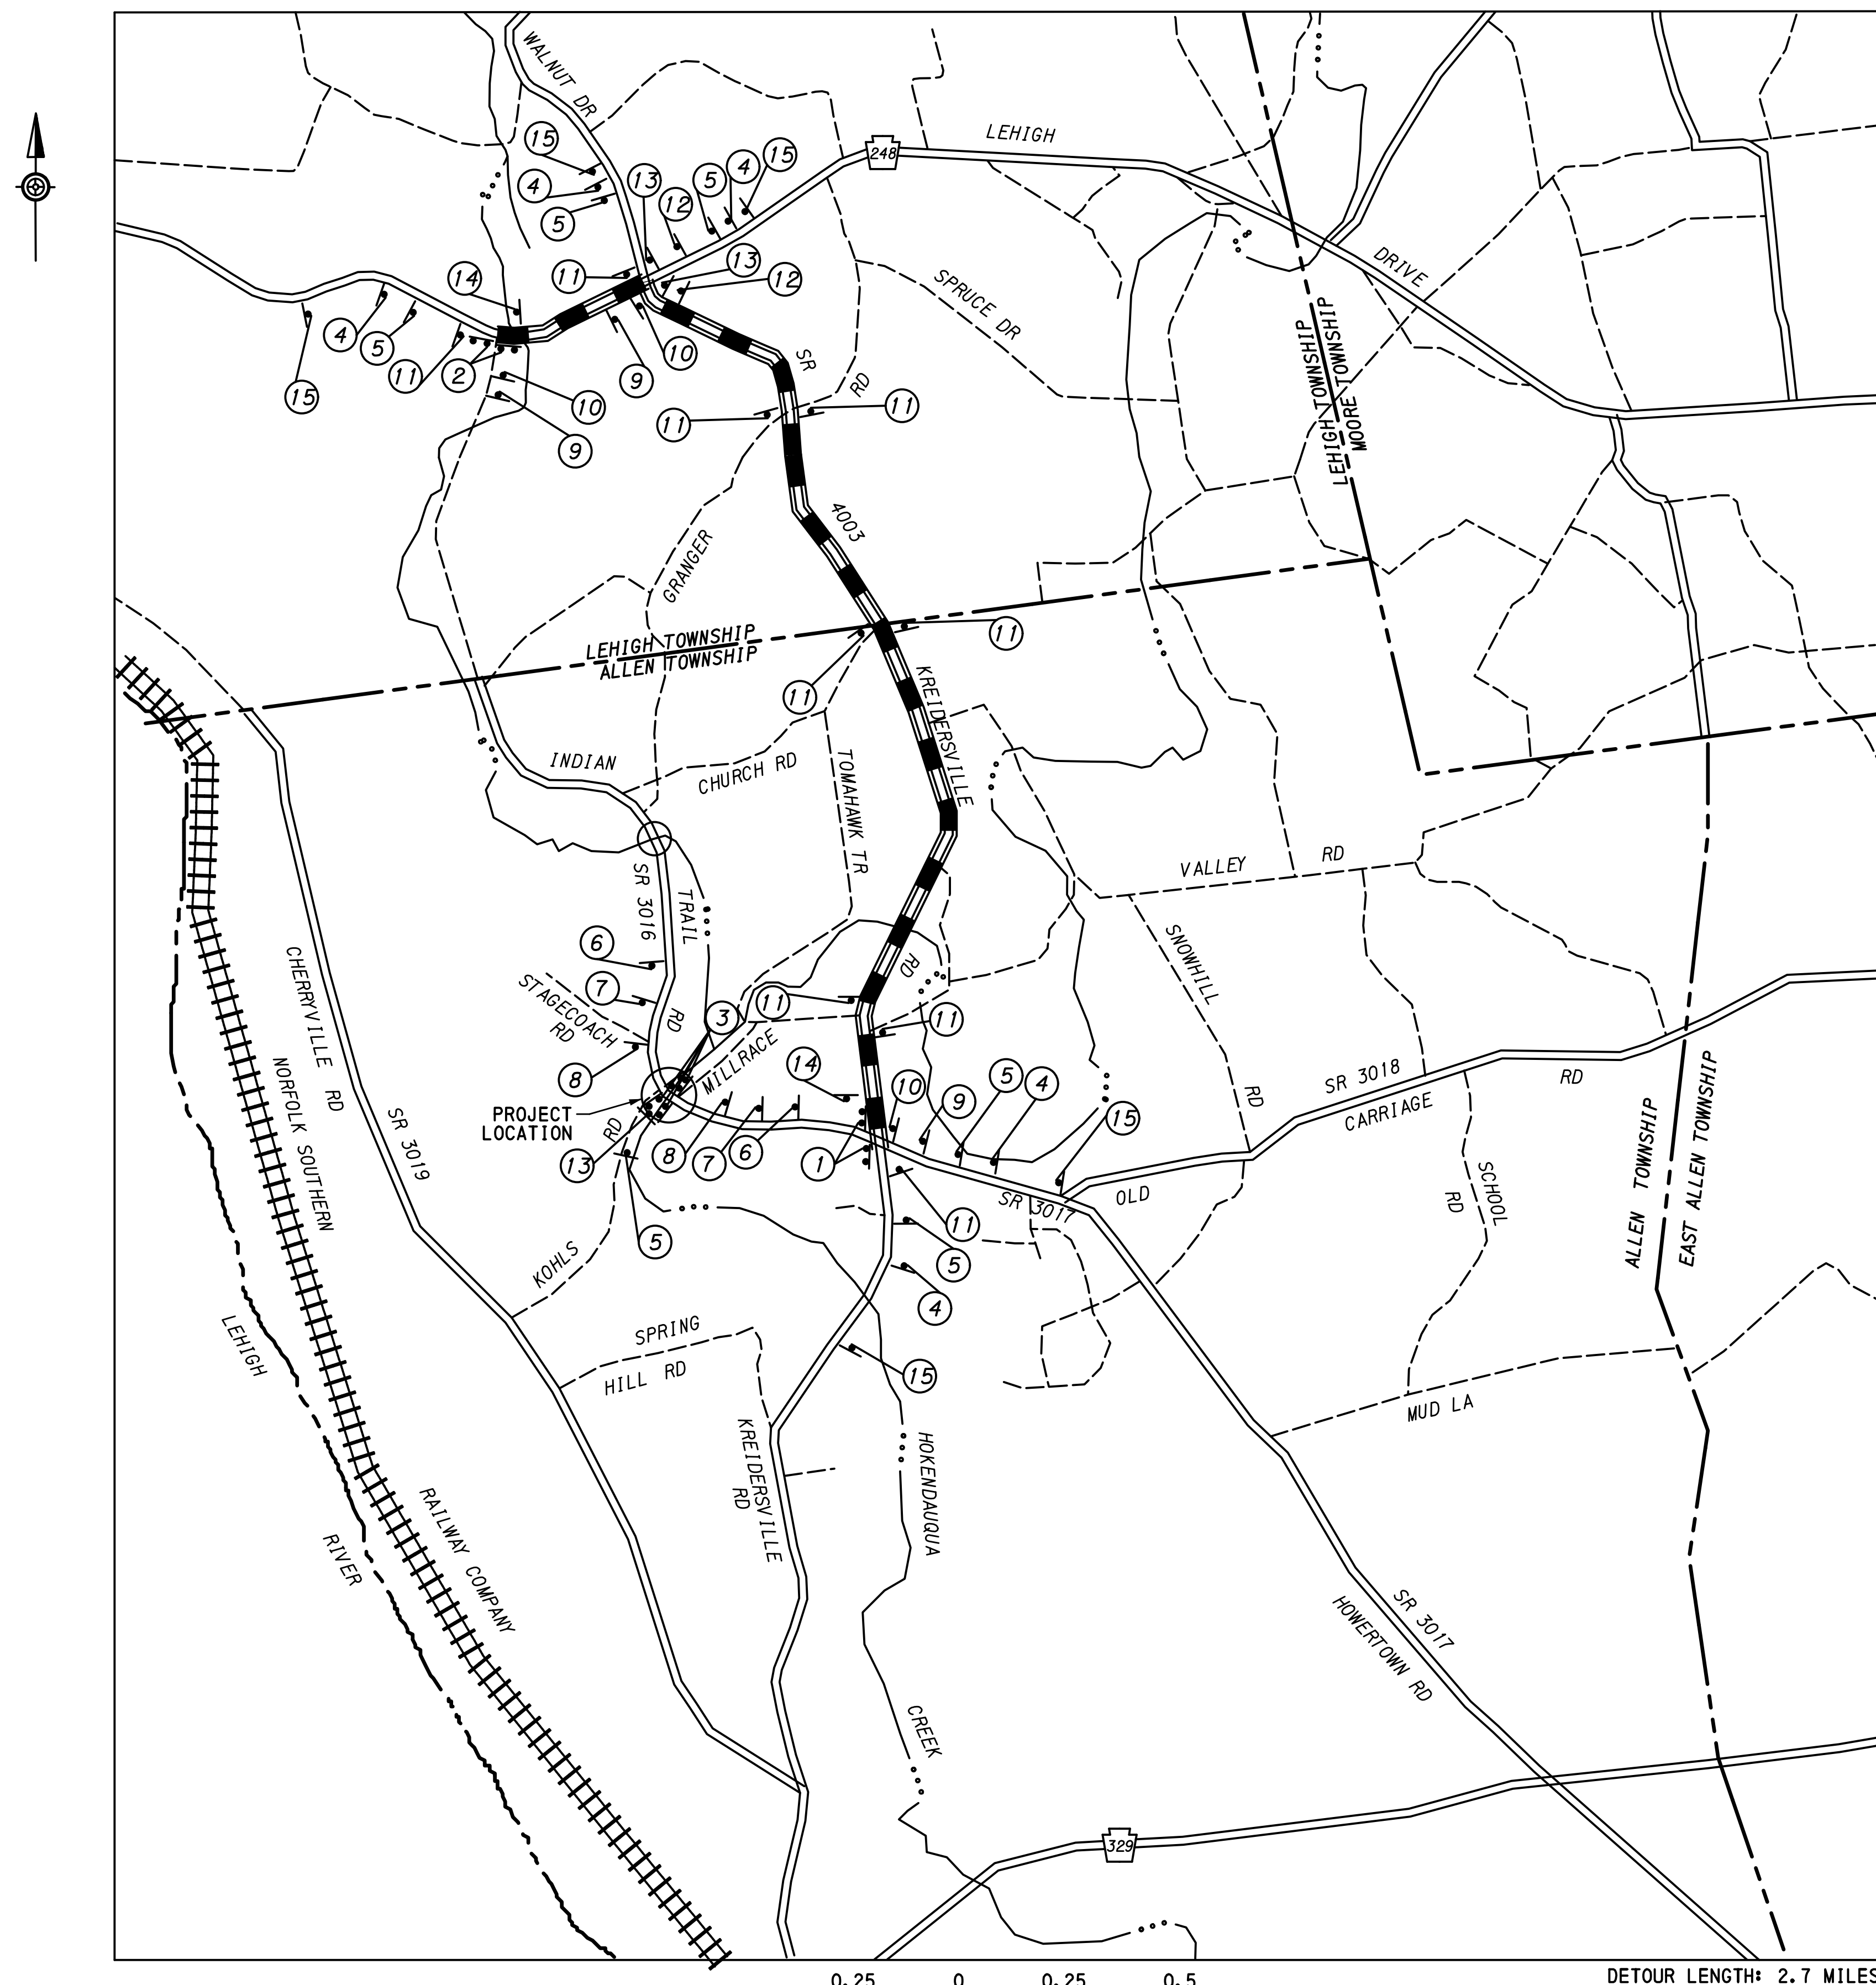 WALNUT DR
15
4
5
13
12
5
4
15
248
LEHIGH
DRIVE
14
11
13
12
SPRUCE DR
LEHIGH TOWNSHIP
MOORE TOWNSHIP
15
4
5
11
2
10
9
9
10
SR
RD
11
11
4003
GRANGER
LEHIGH TOWNSHIP
ALLEN TOWNSHIP
11
11
KREIDERSVILLE
INDIAN
CHURCH RD
TOMAHAWK TR
VALLEY RD
SR 3016
TRAIL
6
7
STAGECOACH
RD
RD
3
11
RD
11
SNOWHILL
RD
CHERRYVILLE RD
NORFOLK SOUTHERN
8
MILLRACE
14
10
9
5
4
15
SR 3018
CARRIAGE
RD
PROJECT
LOCATION
RD
13
8
7
6
1
SR 3019
11
SR 3017
OLD
SCHOOL
RD
ALLEN TOWNSHIP
EAST ALLEN TOWNSHIP
5
5
4
KOHLS
LEHIGH
SPRING
HILL RD
15
MUD LA
KREIDERSVILLE
RD
HOKENDAUQUA
RIVER
RAILWAY COMPANY
SR 3017
HOWERTOWN RD
CREEK
329
0.25 0 0.25 0.5
DETOUR LENGTH: 2.7 MILES